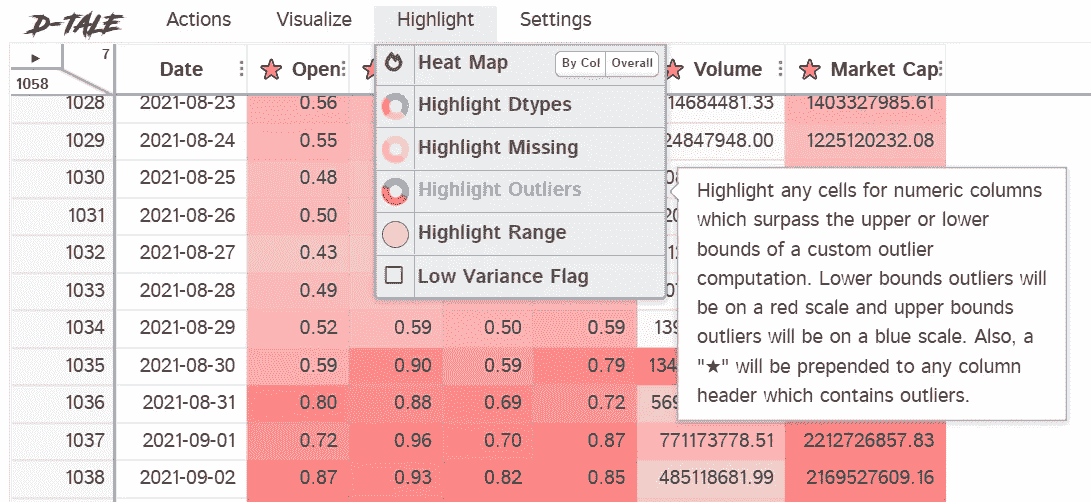 D-TALE Actions Visualize Highlight Settings
► 7
1058
Date ⋮ ★ Open ⋮ ★ Volume ⋮ ★ Market Cap ⋮
Heat Map By Col Overall
Highlight Dtypes
Highlight Missing
Highlight Outliers
Highlight Range
Low Variance Flag
1028 2021-08-23 0.56 14684481.33 1403327985.61
1029 2021-08-24 0.55 24847948.00 1225120232.08
1030 2021-08-25 0.48
1031 2021-08-26 0.50
1032 2021-08-27 0.43
1033 2021-08-28 0.49
1034 2021-08-29 0.52 0.59 0.50 0.59 139
1035 2021-08-30 0.59 0.90 0.59 0.79 134
1036 2021-08-31 0.80 0.88 0.69 0.72 569
1037 2021-09-01 0.72 0.96 0.70 0.87 771173778.51 2212726857.83
1038 2021-09-02 0.87 0.93 0.82 0.85 485118681.99 2169527609.16
Highlight any cells for numeric columns
which surpass the upper or lower
bounds of a custom outlier
computation. Lower bounds outliers will
be on a red scale and upper bounds
outliers will be on a blue scale. Also, a
"★" will be prepended to any column
header which contains outliers.